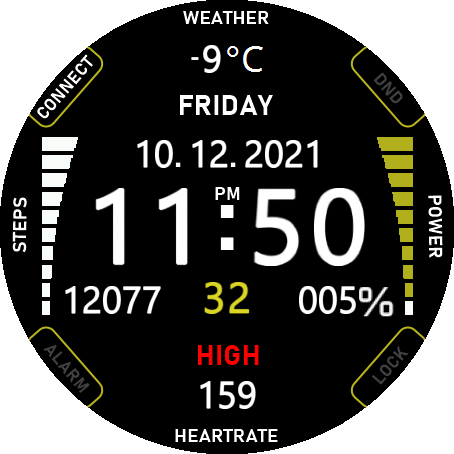 WEATHER
-9°C
CONNECT
DND
FRIDAY
10. 12. 2021
STEPS
PM
11:50
POWER
12077
32
005%
ALARM
HIGH
LOCK
159
HEARTRATE